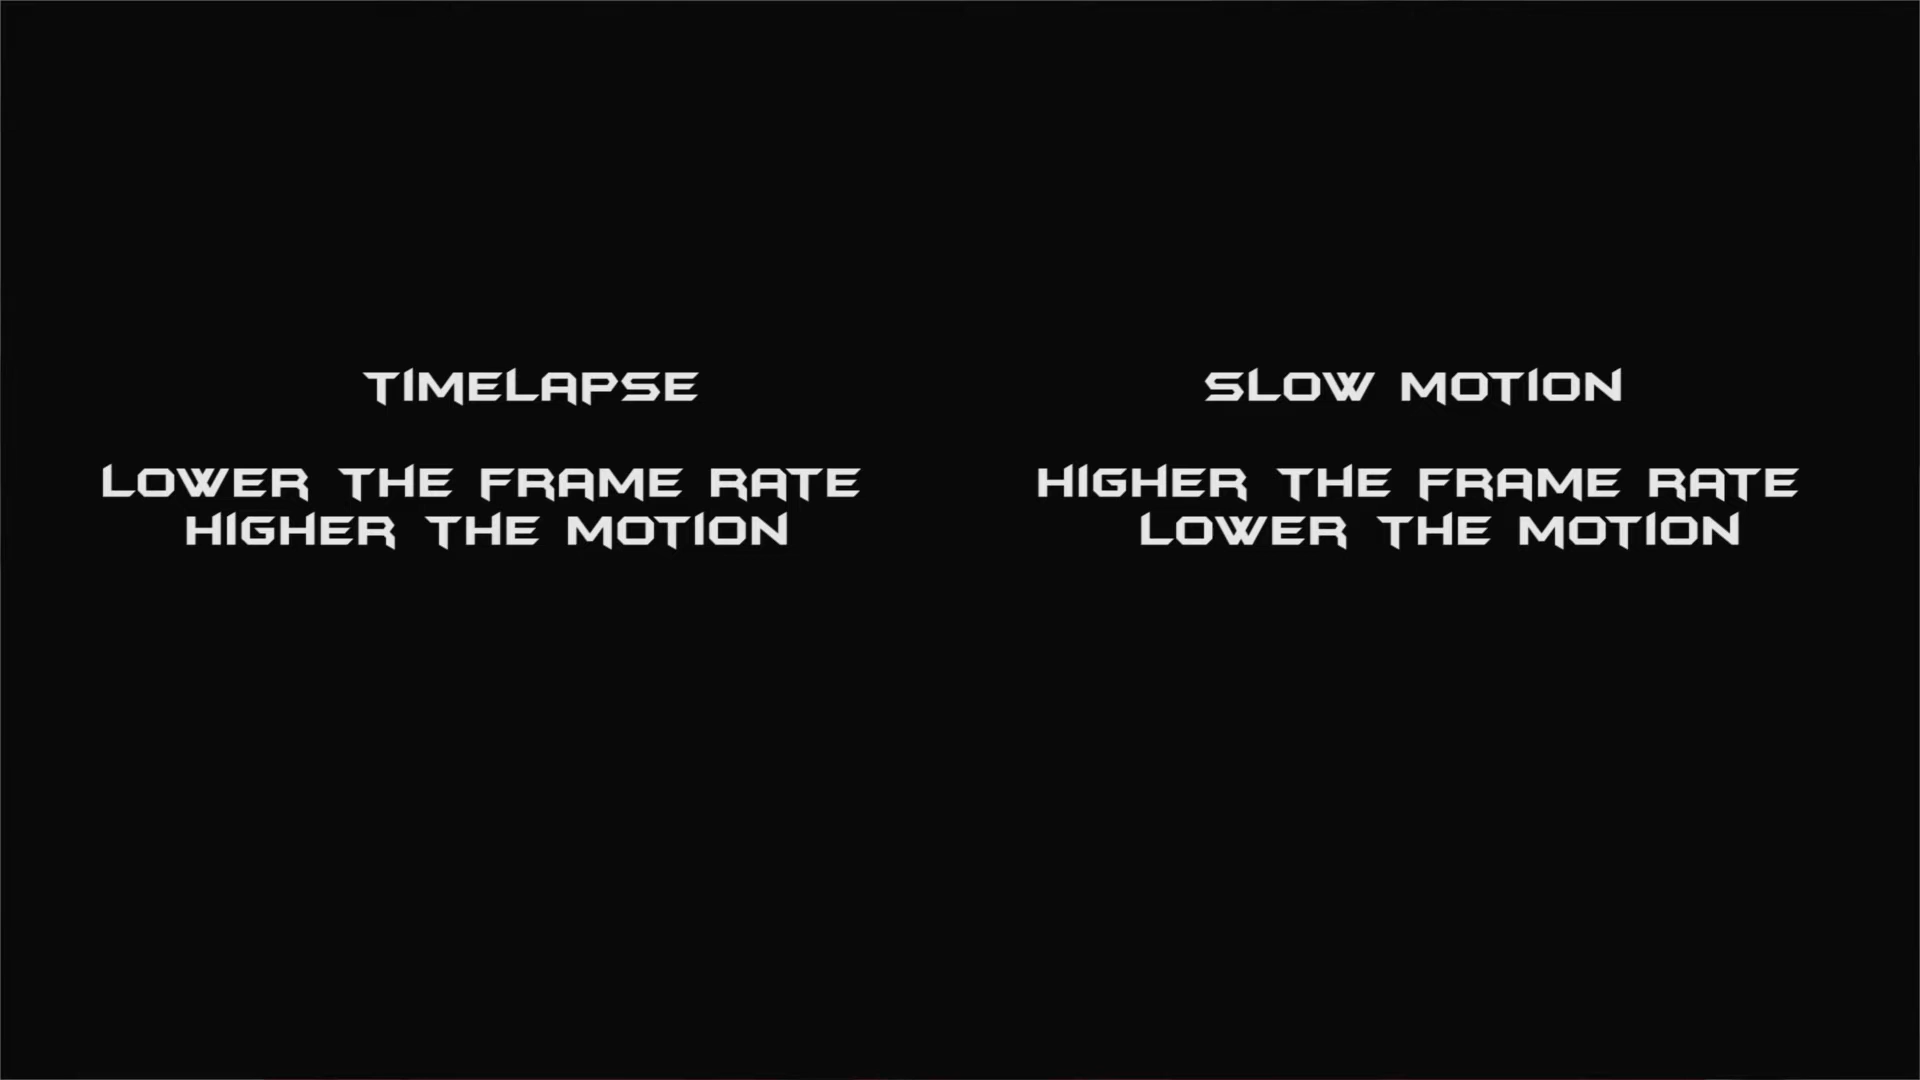 TIMELAPSE
LOWER THE FRAME RATE
HIGHER THE MOTION
SLOW MOTION
HIGHER THE FRAME RATE
LOWER THE MOTION